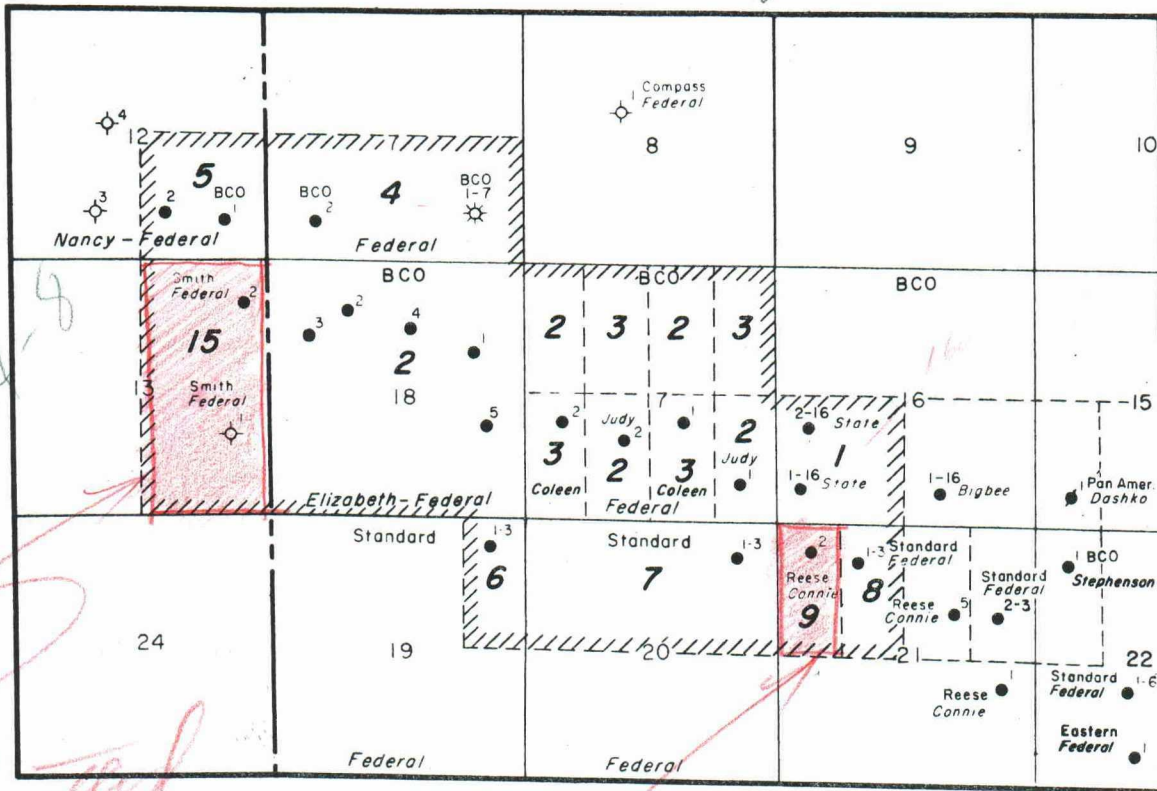 1 Compass
Federal
4
12
7
8
9
10
5
BCO
BCO
4
BCO
1-7
3
2
1
2
Nancy-Federal
Federal
Smith
Federal
2
BCO
BCO
BCO
15
3
2
4
1
2
2
3
2
3
13
Smith
Federal
1
18
5
2
Judy
2
1
7
2-16 State
16
15
3
2
3
2
Judy
1
1
1-16 State
1-16 Bigbee
1 Pan Amer.
Dashko
Coleen
Coleen
Elizabeth-Federal
Federal
Standard
1-3
Standard
1-3
2
1-3 Standard
Federal
1 BCO
Stephenson
6
7
Reese
Connie
8
Standard
Federal
2-3
Reese
Connie
5
9
24
19
20
21
22
Reese
Connie
1
Standard
Federal
1-6
Eastern
Federal
1
Federal
Federal